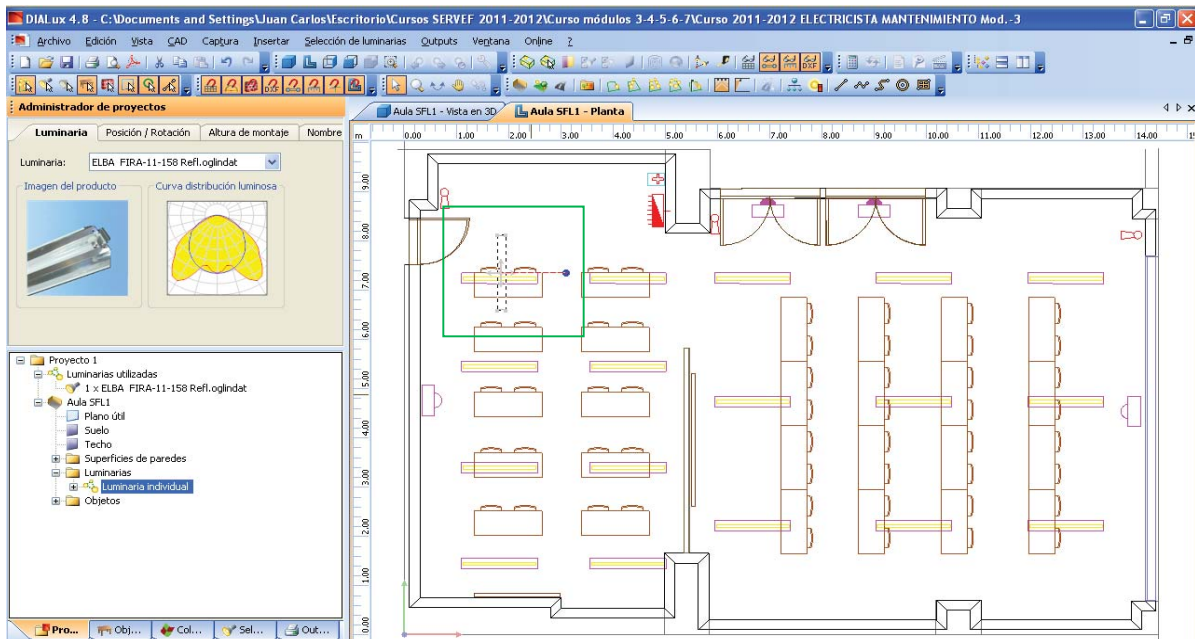 DIALux 4.8 - C:\Documents and Settings\Juan Carlos\Escritorio\Cursos SERVEF 2011-2012\Curso módulos 3-4-5-6-7\Curso 2011-2012 ELECTRICISTA MANTENIMIENTO Mod.-3
Archivo Edición Vista CAD Captura Insertar Selección de luminarias Outputs Ventana Online ?
Administrador de proyectos
Luminaria Posición / Rotación Altura de montaje Nombre
Luminaria: ELBA FIRA-11-158 Refl.oglindat
Imagen del producto Curva distribución luminosa
Proyecto 1
Luminarias utilizadas
1 x ELBA FIRA-11-158 Refl.oglindat
Aula SFL1
Plano útil
Suelo
Techo
Superficies de paredes
Luminarias
Luminaria individual
Objetos
Pro... Obj... Col... Sel... Out...
Aula SFL1 - Vista en 3D Aula SFL1 - Planta
m 0.00 1.00 2.00 3.00 4.00 5.00 6.00 7.00 8.00 9.00 10.00 11.00 12.00 13.00 14.00 15
9.00
8.00
7.00
6.00
5.00
4.00
3.00
2.00
1.00
0.00